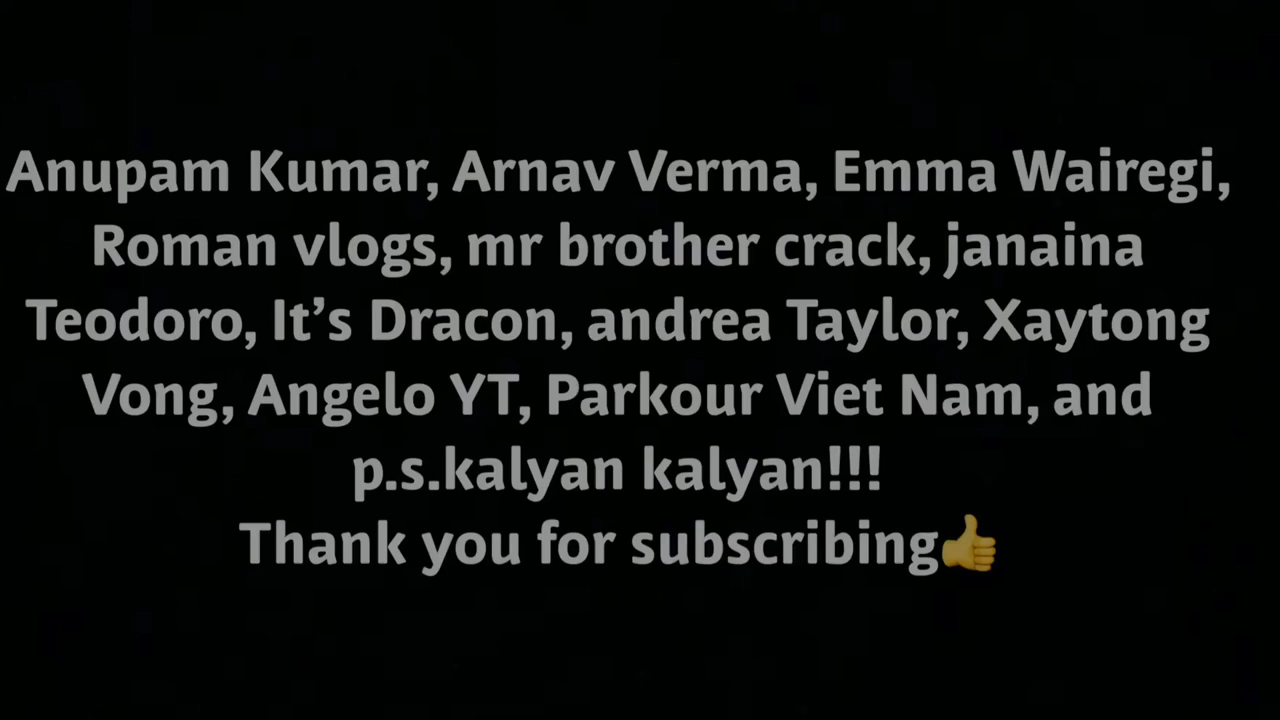 Anupam Kumar, Arnav Verma, Emma Wairegi,
Roman vlogs, mr brother crack, janaina
Teodoro, It’s Dracon, andrea Taylor, Xaytong
Vong, Angelo YT, Parkour Viet Nam, and
p.s.kalyan kalyan!!!
Thank you for subscribing👍